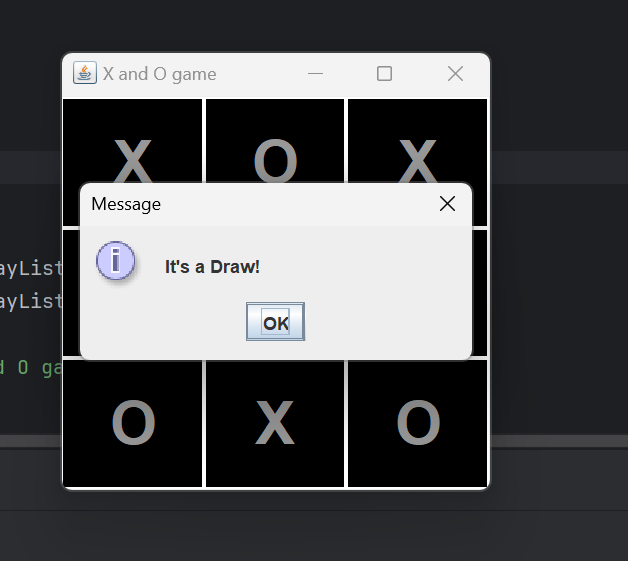 X and O game
X O X
Message
ayList
It's a Draw!
ayList
OK
d O ga
O X O